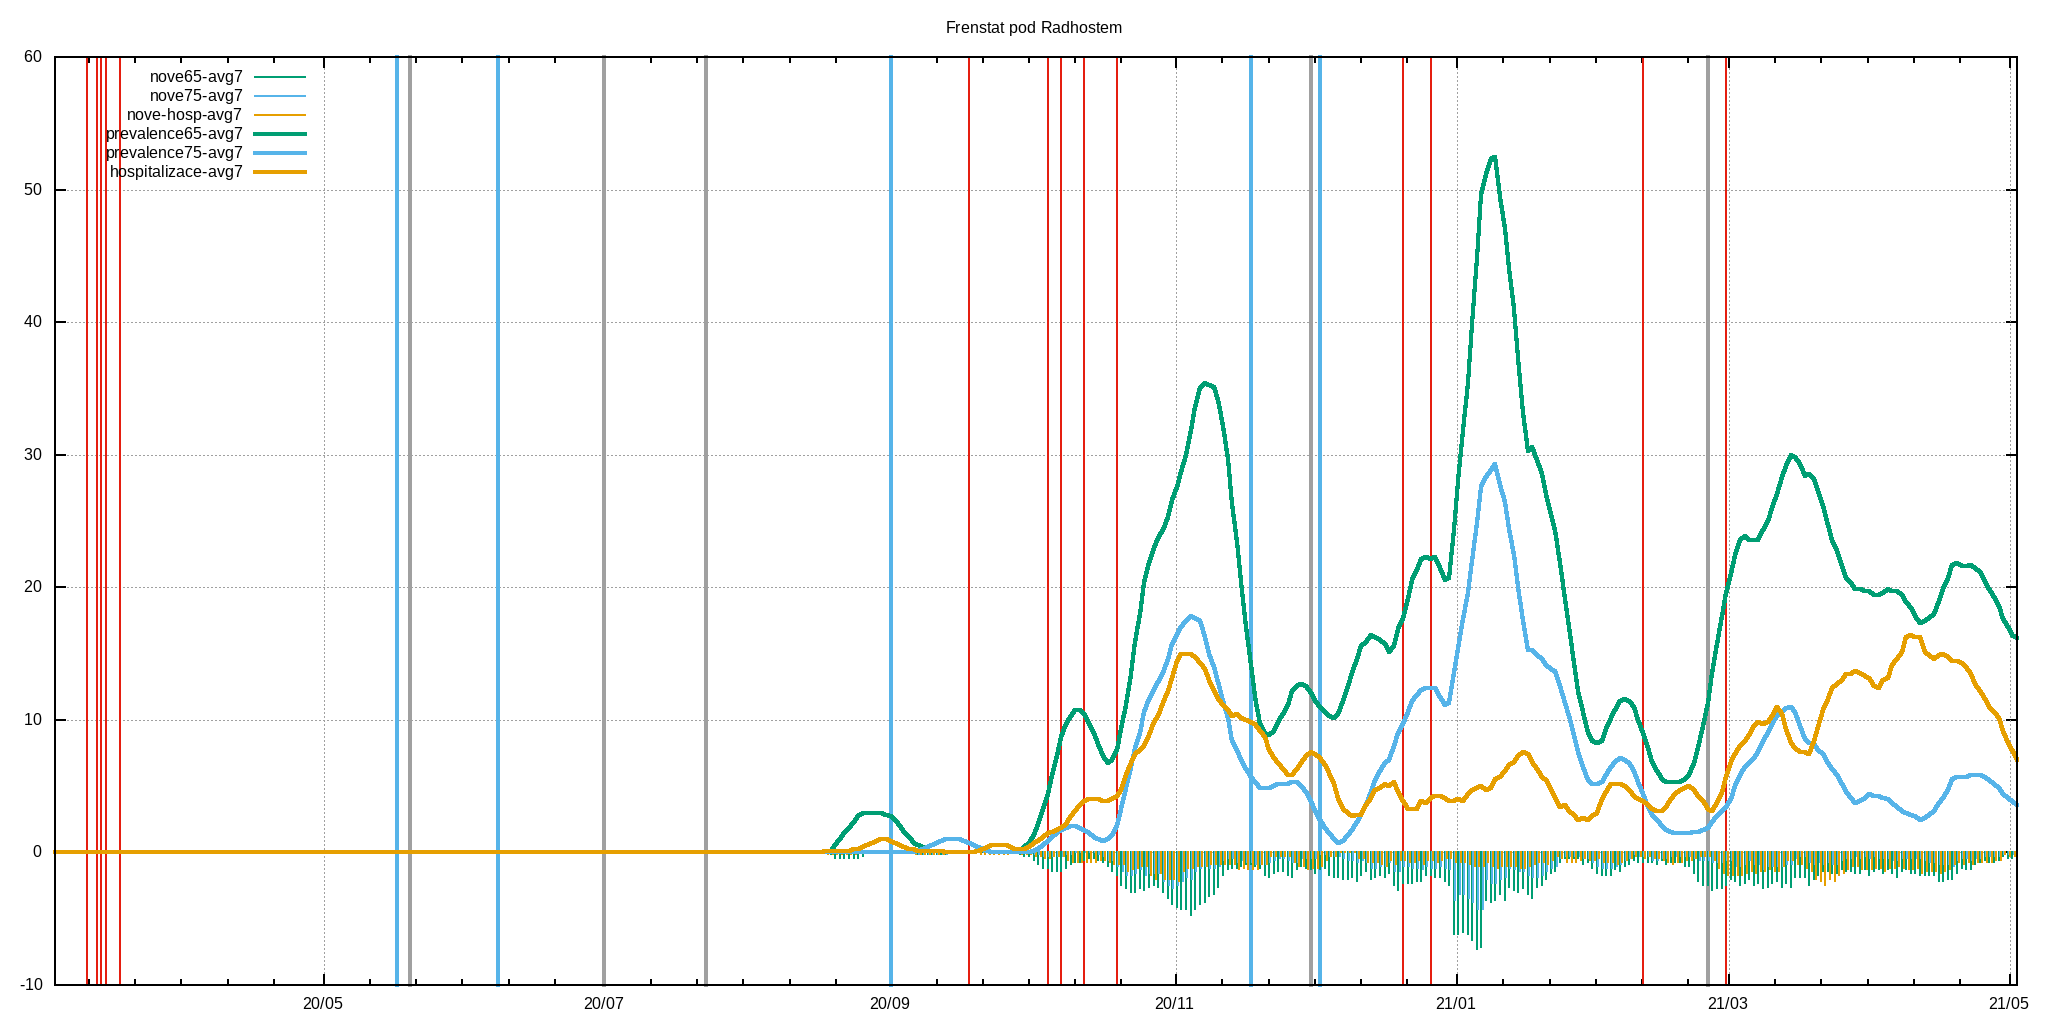 Frenstat pod Radhostem
60
50
40
30
20
10
0
-10
nove65-avg7
nove75-avg7
nove-hosp-avg7
prevalence65-avg7
prevalence75-avg7
hospitalizace-avg7
20/05 20/07 20/09 20/11 21/01 21/03 21/05